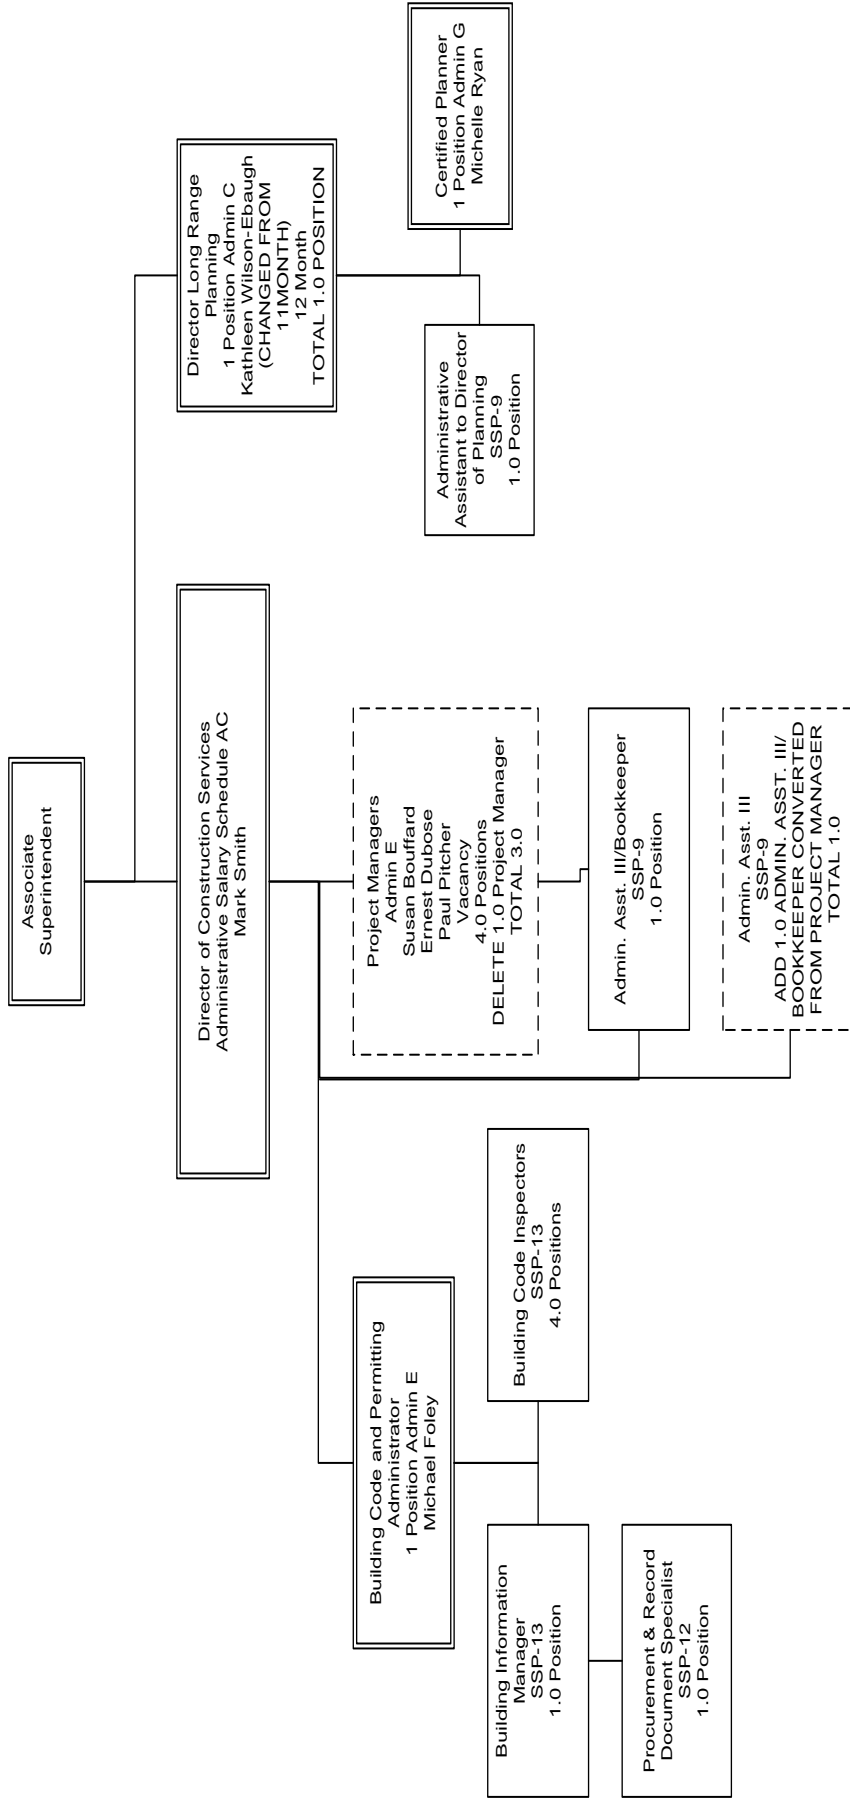 Associate
Superintendent
Director of Construction Services
Administrative Salary Schedule AC
Mark Smith
Director Long Range
Planning
1 Position Admin C
Kathleen Wilson-Ebaugh
(CHANGED FROM
11MONTH)
12 Month
TOTAL 1.0 POSITION
Building Code and Permitting
Administrator
1 Position Admin E
Michael Foley
Project Managers
Admin E
Susan Bouffard
Ernest Dubose
Paul Pitcher
Vacancy
4.0 Positions
DELETE 1.0 Project Manager
TOTAL 3.0
Administrative
Assistant to Director
of Planning
SSP-9
1.0 Position
Certified Planner
1 Position Admin G
Michelle Ryan
Building Information
Manager
SSP-13
1.0 Position
Building Code Inspectors
SSP-13
4.0 Positions
Admin. Asst. III/Bookkeeper
SSP-9
1.0 Position
Procurement & Record
Document Specialist
SSP-12
1.0 Position
Admin. Asst. III
SSP-9
ADD 1.0 ADMIN. ASST. III/
BOOKKEEPER CONVERTED
FROM PROJECT MANAGER
TOTAL 1.0